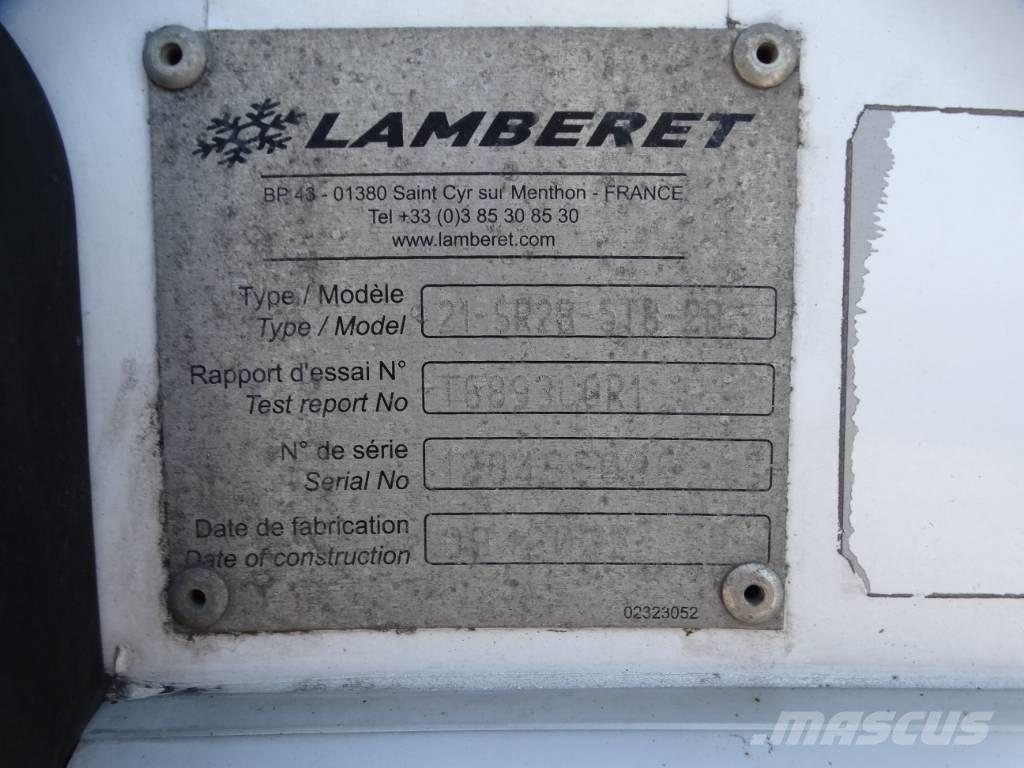 LAMBERET
BP 43 - 01380 Saint Cyr sur Menthon - FRANCE
Tel +33 (0)3 85 30 85 30
www.lamberet.com
Type / Modèle
Type / Model
Rapport d'essai N°
Test report No
N° de série
Serial No
Date de fabrication
Date of construction
02323052
MASCUS